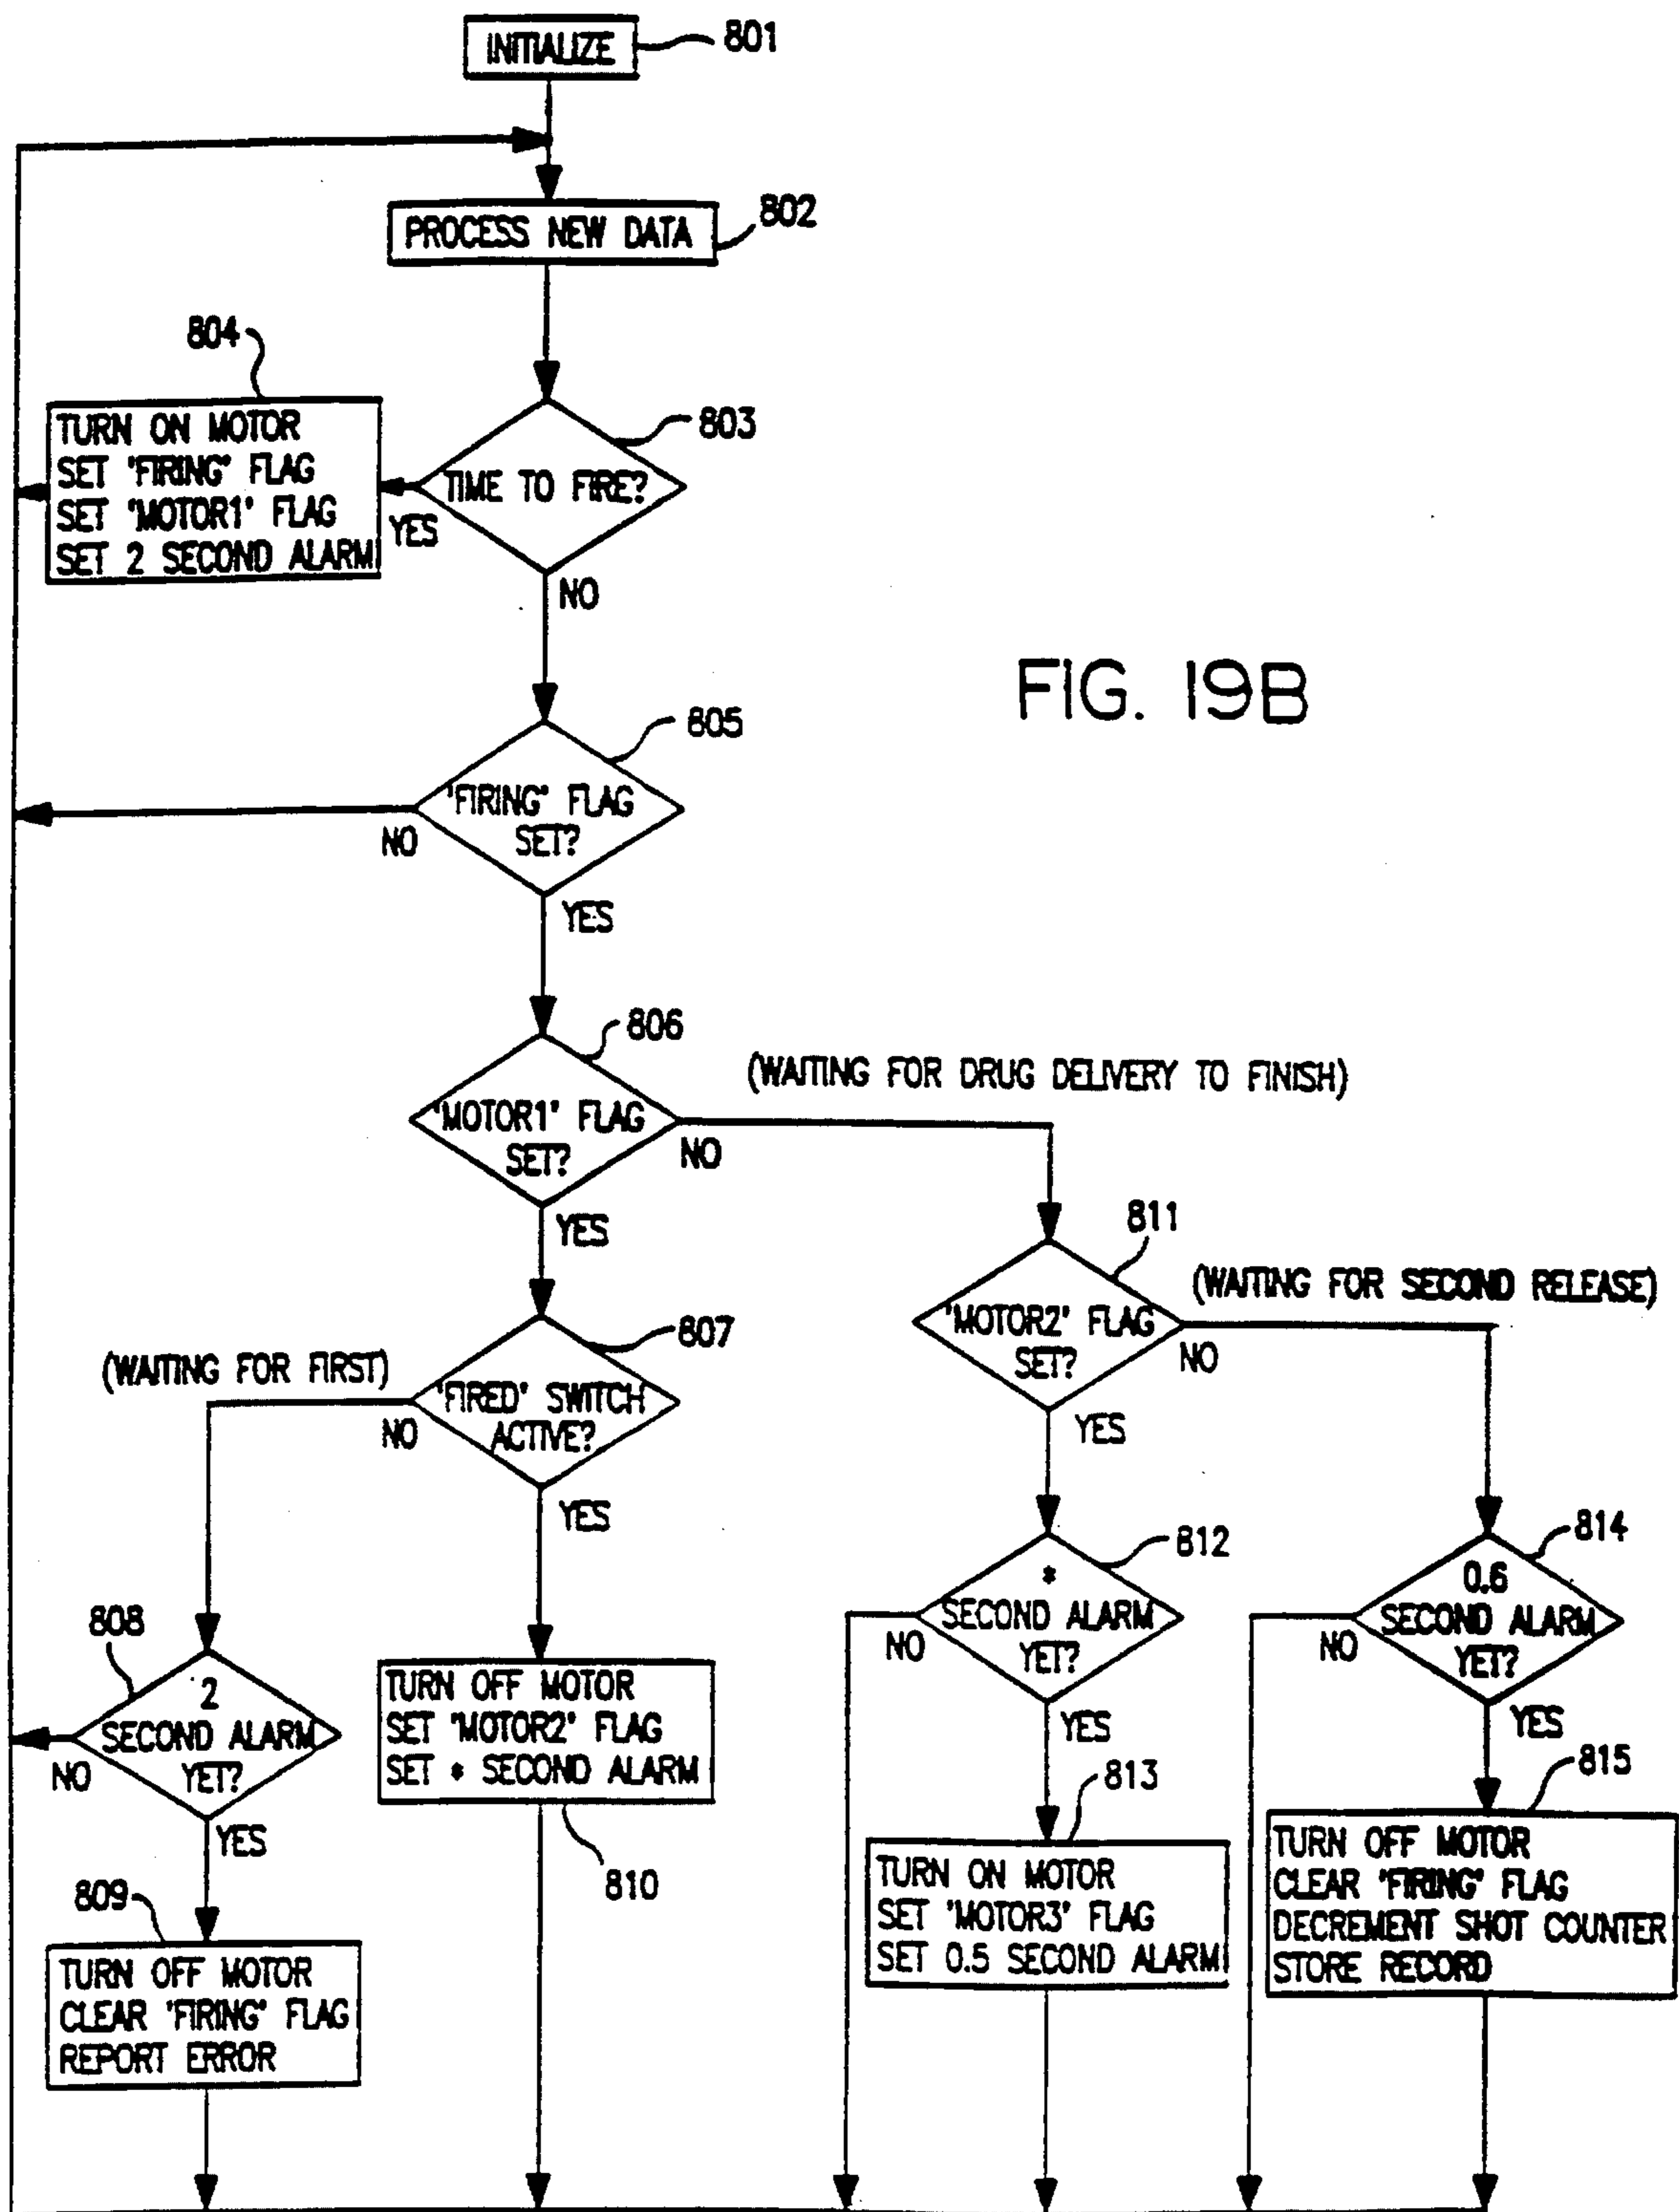 INITIALIZE
801
PROCESS NEW DATA
802
804
TURN ON MOTOR
SET "FIRING" FLAG
SET "MOTOR1" FLAG
SET 2 SECOND ALARM
YES
TIME TO FIRE?
803
NO
FIG. 19B
805
"FIRING" FLAG
SET?
NO
YES
806
"MOTOR1" FLAG
SET?
(WAITING FOR DRUG DELIVERY TO FINISH)
NO
YES
811
"MOTOR2" FLAG
SET?
(WAITING FOR SECOND RELEASE)
NO
YES
807
(WAITING FOR FIRST)
"FIRED" SWITCH
ACTIVE?
NO
YES
812
*
SECOND ALARM
YET?
NO
YES
814
0.6
SECOND ALARM
YET?
NO
YES
808
2
SECOND ALARM
YET?
NO
YES
TURN OFF MOTOR
SET "MOTOR2" FLAG
SET * SECOND ALARM
810
813
TURN ON MOTOR
SET "MOTOR3" FLAG
SET 0.5 SECOND ALARM
815
TURN OFF MOTOR
CLEAR "FIRING" FLAG
DECREMENT SHOT COUNTER
STORE RECORD
809
TURN OFF MOTOR
CLEAR "FIRING" FLAG
REPORT ERROR